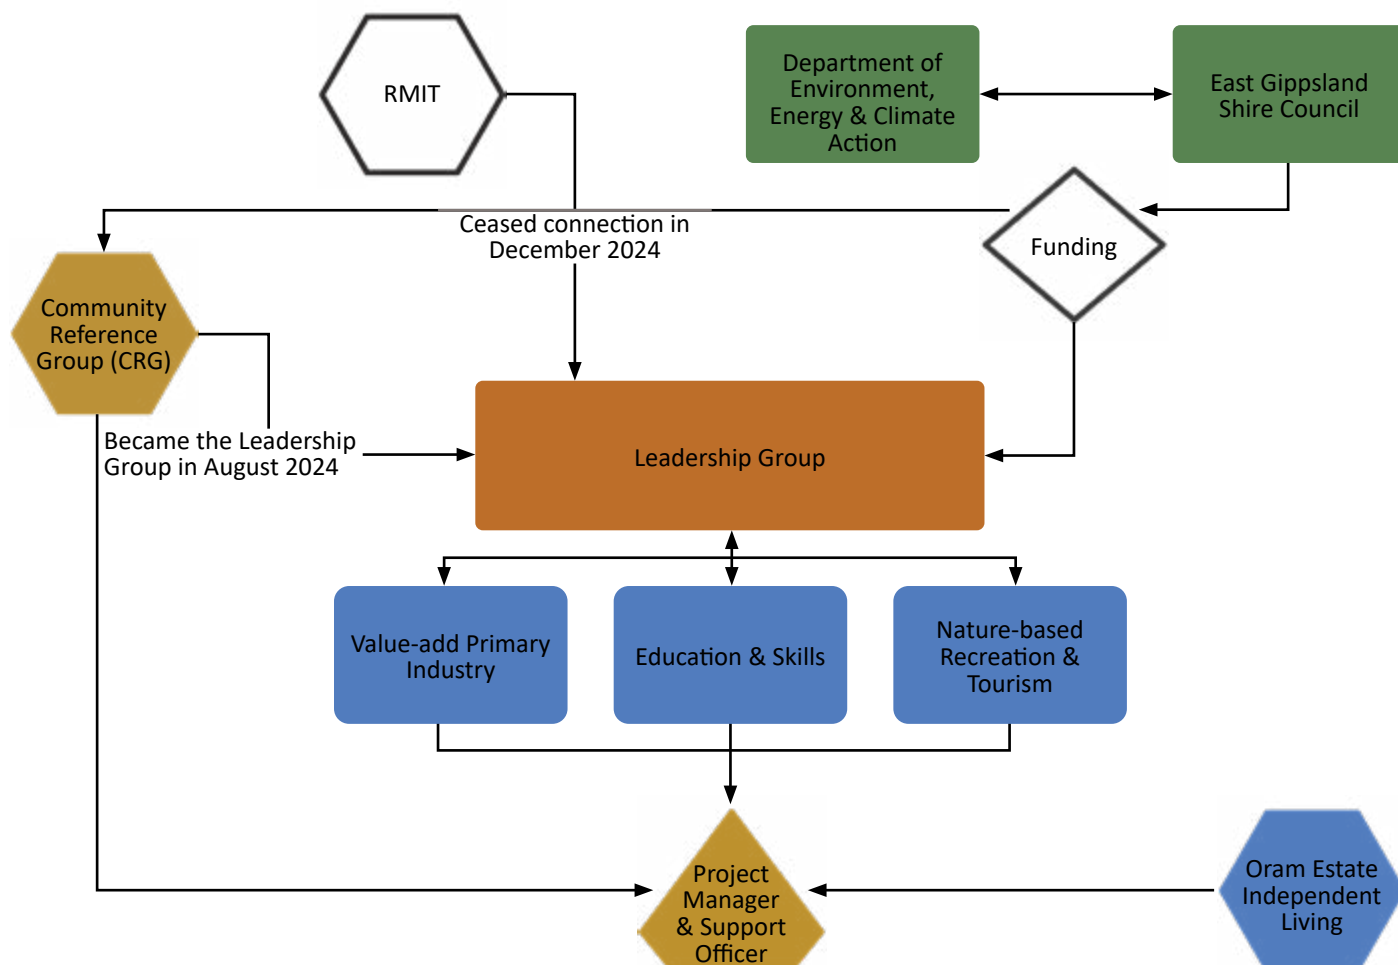 RMIT
Department of
Environment,
Energy & Climate
Action
East Gippsland
Shire Council
Ceased connection in
December 2024
Funding
Community
Reference
Group (CRG)
Became the Leadership
Group in August 2024
Leadership Group
Value-add Primary
Industry
Education & Skills
Nature-based
Recreation &
Tourism
Project
Manager
& Support
Officer
Oram Estate
Independent
Living